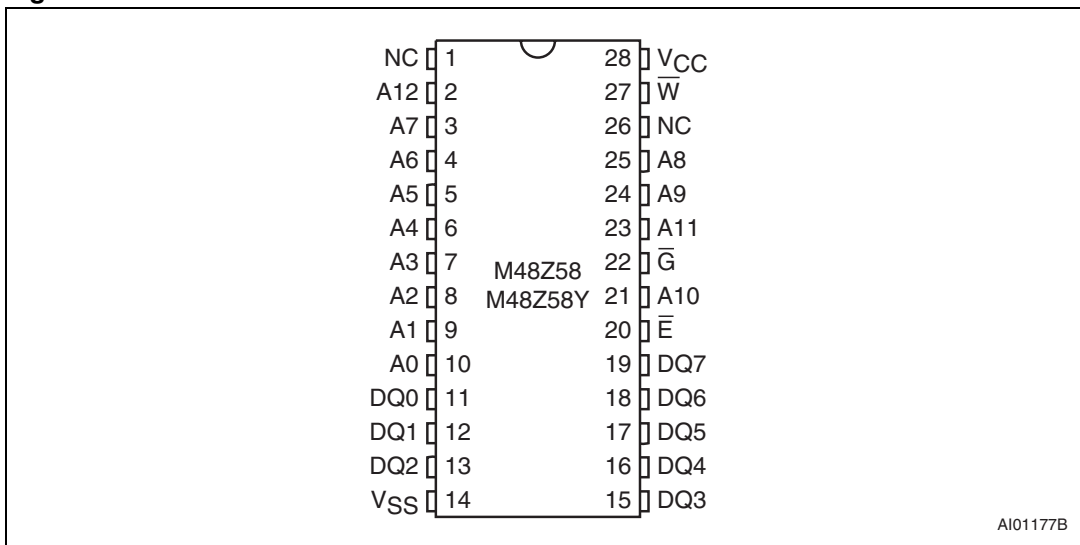 NC 1 28 VCC
A12 2 27 W̅
A7 3 26 NC
A6 4 25 A8
A5 5 24 A9
A4 6 23 A11
A3 7 22 G̅
M48Z58
A2 8 21 A10
M48Z58Y
A1 9 20 E̅
A0 10 19 DQ7
DQ0 11 18 DQ6
DQ1 12 17 DQ5
DQ2 13 16 DQ4
VSS 14 15 DQ3
AI01177B